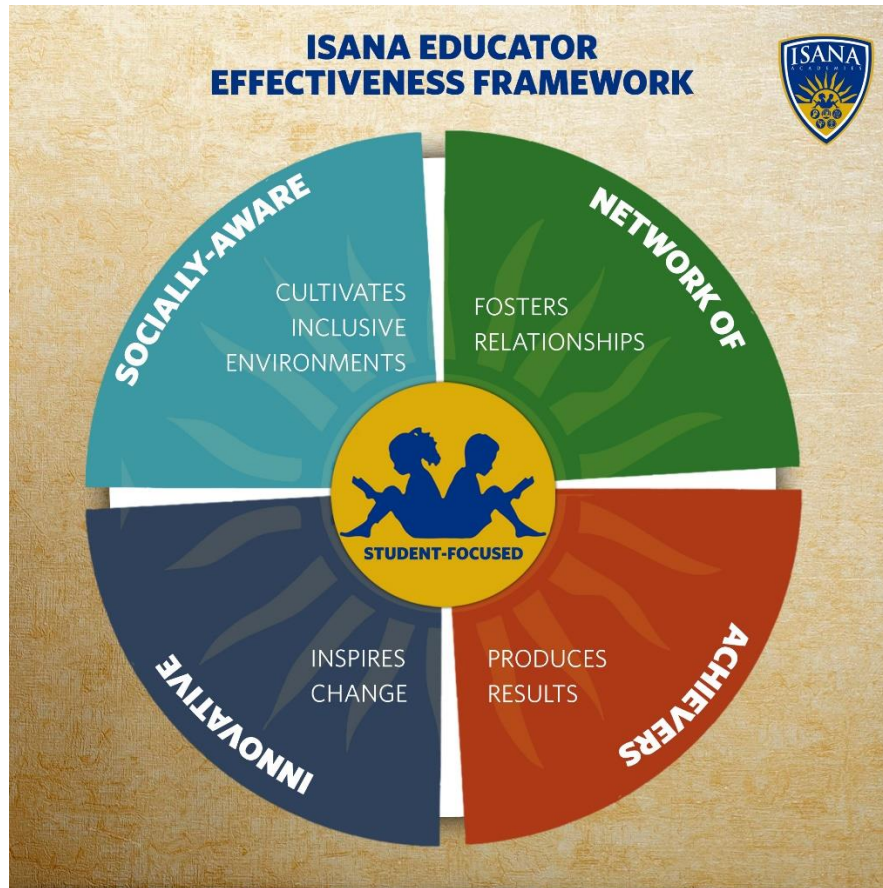 ISANA EDUCATOR
EFFECTIVENESS FRAMEWORK
ISANA
ACADEMIES
SOCIALLY-AWARE
CULTIVATES
INCLUSIVE
ENVIRONMENTS
NETWORK OF
FOSTERS
RELATIONSHIPS
STUDENT-FOCUSED
INNOVATIVE
INSPIRES
CHANGE
PRODUCES
RESULTS
ACHIEVERS